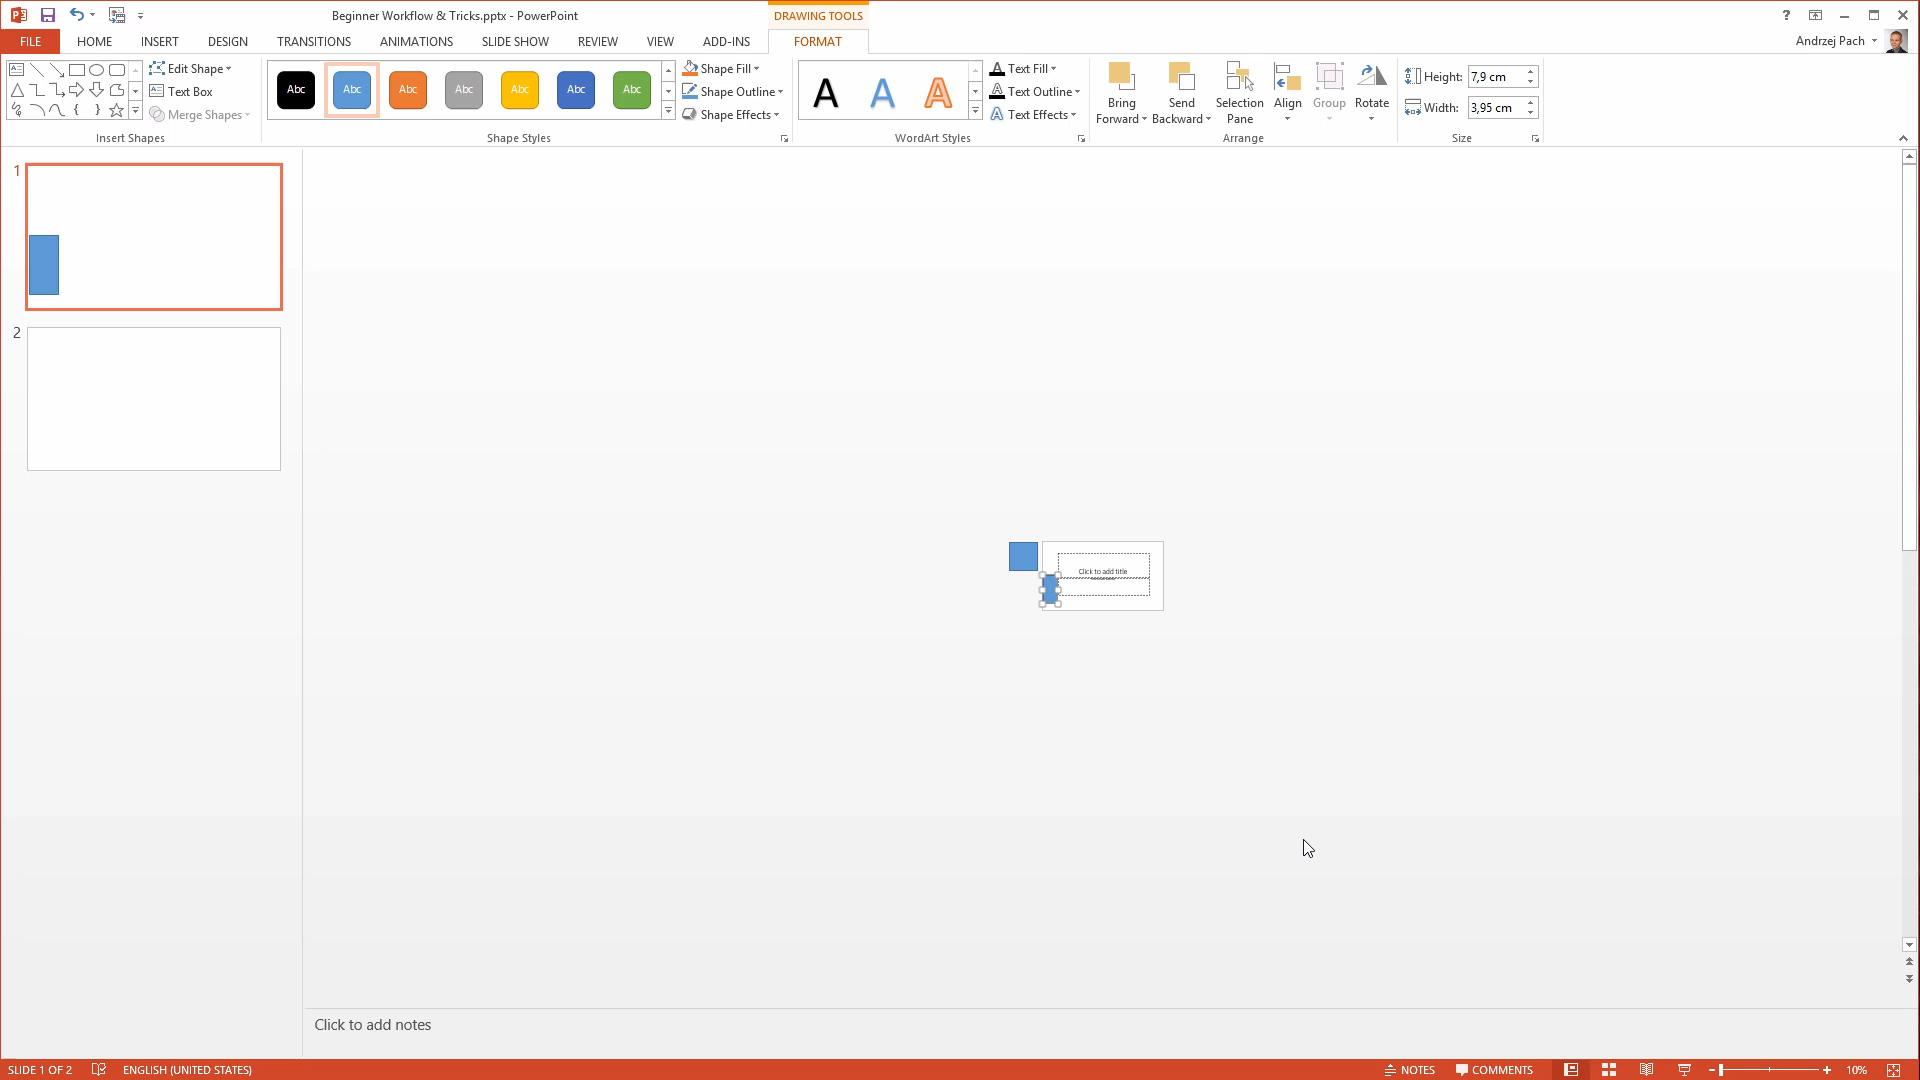 Beginner Workflow & Tricks.pptx - PowerPoint
DRAWING TOOLS
?
FILE
HOME
INSERT
DESIGN
TRANSITIONS
ANIMATIONS
SLIDE SHOW
REVIEW
VIEW
ADD-INS
FORMAT
Andrzej Pach
Edit Shape
Text Box
Merge Shapes
Insert Shapes
Abc
Abc
Abc
Abc
Abc
Abc
Abc
Shape Fill
Shape Outline
Shape Effects
Shape Styles
A
A
A
Text Fill
Text Outline
Text Effects
WordArt Styles
Bring
Forward
Send
Backward
Selection
Pane
Align
Group
Rotate
Arrange
Height: 7,9 cm
Width: 3,95 cm
Size
1
2
Click to add title
Click to add notes
SLIDE 1 OF 2
ENGLISH (UNITED STATES)
NOTES
COMMENTS
10%